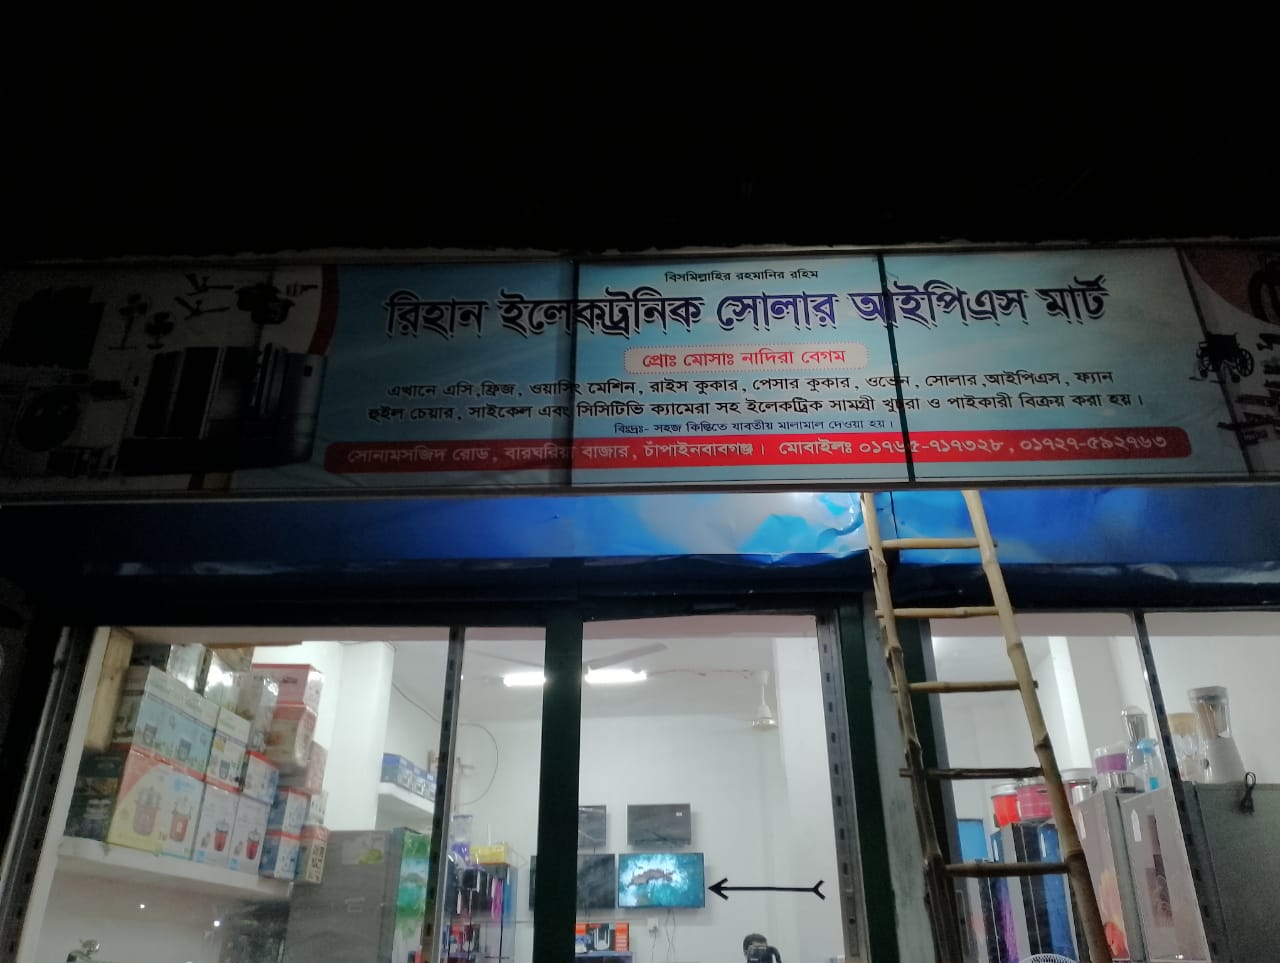 বিসমিল্লাহির রহমানির রহিম
রিহান ইলেকট্রনিক সোলার আইপিএস মার্ট
প্রোঃ মোসাঃ নাদিরা বেগম
এখানে এসি,ফ্রিজ, ওয়াসিং মেশিন, রাইস কুকার, পেসার কুকার, ওভেন, সোলার,আইপিএস, ফ্যান
হুইল চেয়ার, সাইকেল এবং সিসিটিভি ক্যামেরা সহ ইলেকট্রিক সামগ্রী খুচরা ও পাইকারী বিক্রয় করা হয়।
বিঃদ্রঃ- সহজ কিস্তিতে যাবতীয় মালামাল দেওয়া হয়।
সোনামসজিদ রোড, বারঘরিয়া বাজার, চাঁপাইনবাবগঞ্জ। মোবাইলঃ ০১৭৬৫-৭১৭৩২৮, ০১৭২৭-৫৯২৭৬৩